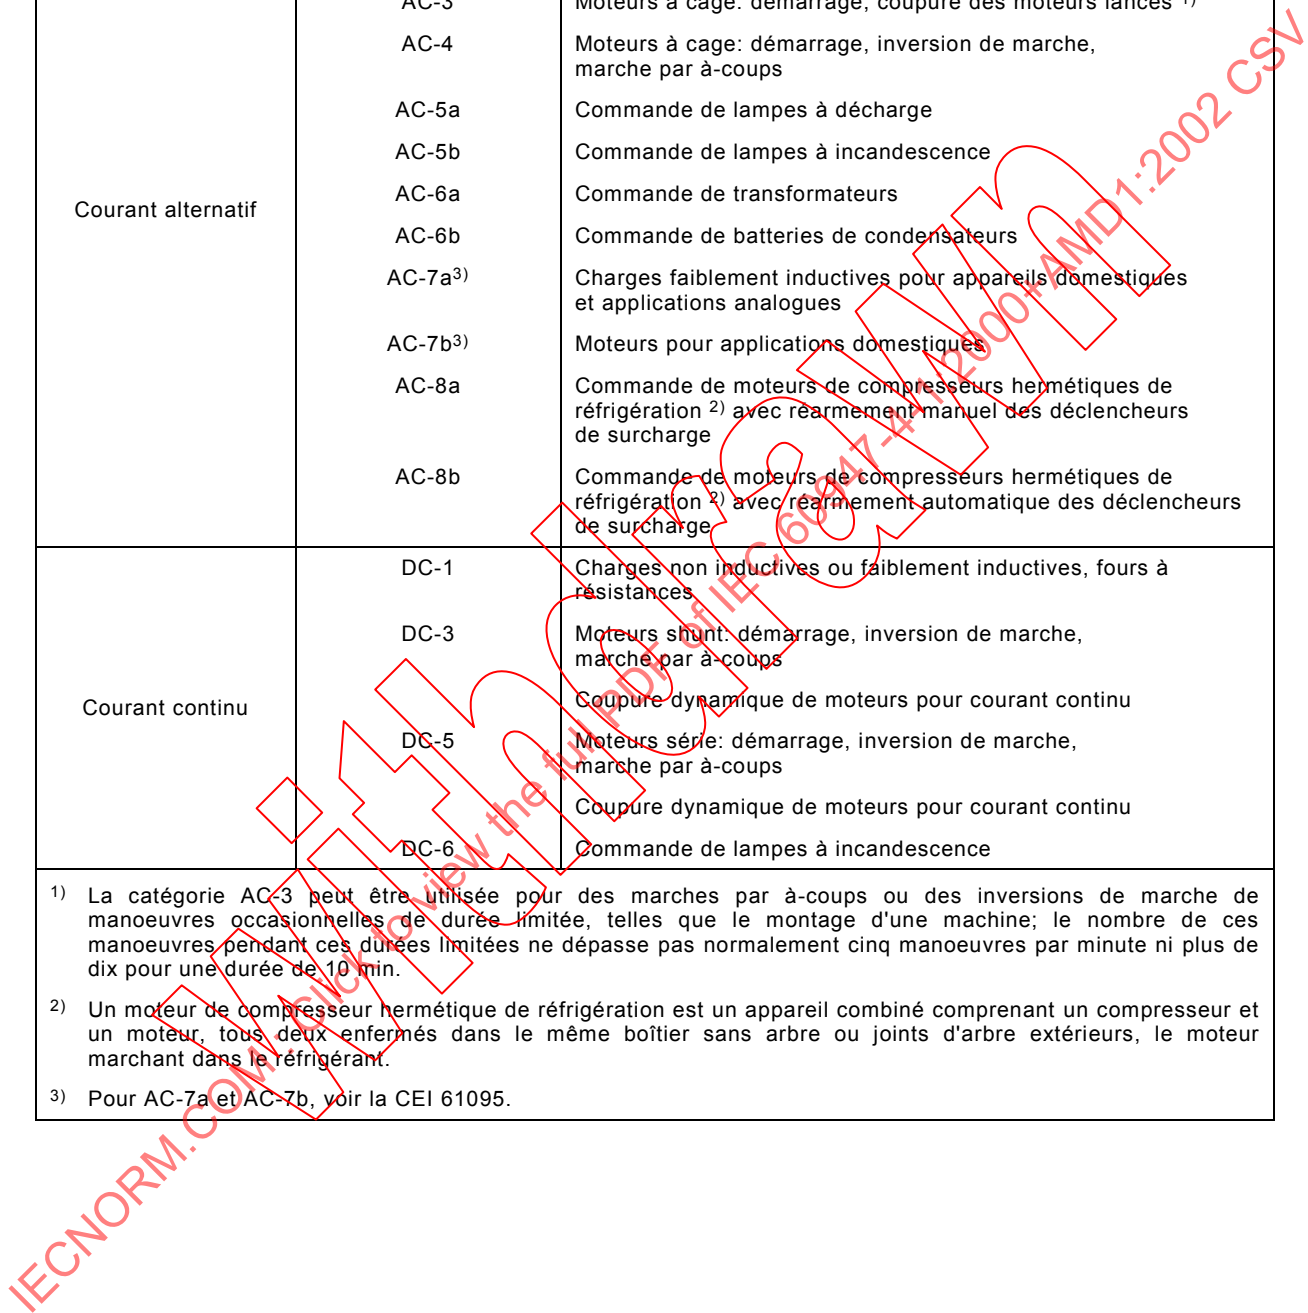 AC-3 Moteurs à cage: démarrage, coupure des moteurs lancés 1)
AC-4 Moteurs à cage: démarrage, inversion de marche,
marche par à-coups
AC-5a Commande de lampes à décharge
AC-5b Commande de lampes à incandescence
Courant alternatif
AC-6a Commande de transformateurs
AC-6b Commande de batteries de condensateurs
AC-7a3) Charges faiblement inductives pour appareils domestiques
et applications analogues
AC-7b3) Moteurs pour applications domestiques
AC-8a Commande de moteurs de compresseurs hermétiques de
réfrigération 2) avec réarmement manuel des déclencheurs
de surcharge
AC-8b Commande de moteurs de compresseurs hermétiques de
réfrigération 2) avec réarmement automatique des déclencheurs
de surcharge
DC-1 Charges non inductives ou faiblement inductives, fours à
résistances
DC-3 Moteurs shunt: démarrage, inversion de marche,
marche par à-coups
Courant continu
Coupure dynamique de moteurs pour courant continu
DC-5 Moteurs série: démarrage, inversion de marche,
marche par à-coups
Coupure dynamique de moteurs pour courant continu
DC-6 Commande de lampes à incandescence
1) La catégorie AC-3 peut être utilisée pour des marches par à-coups ou des inversions de marche de
manoeuvres occasionnelles de durée limitée, telles que le montage d'une machine; le nombre de ces
manoeuvres pendant ces durées limitées ne dépasse pas normalement cinq manoeuvres par minute ni plus de
dix pour une durée de 10 min.
2) Un moteur de compresseur hermétique de réfrigération est un appareil combiné comprenant un compresseur et
un moteur, tous deux enfermés dans le même boîtier sans arbre ou joints d'arbre extérieurs, le moteur
marchant dans le réfrigérant.
3) Pour AC-7a et AC-7b, voir la CEI 61095.
withdrawn
IECNORM.COM: Click to view the full PDF of IEC 60947-4-1:2000+AMD1:2002 CSV